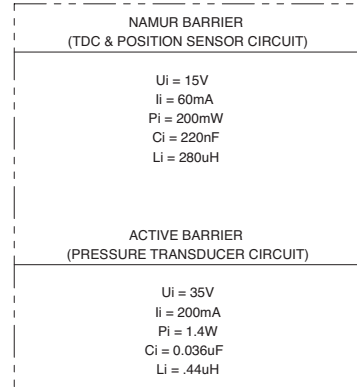 NAMUR BARRIER
(TDC & POSITION SENSOR CIRCUIT)
Ui = 15V
Ii = 60mA
Pi = 200mW
Ci = 220nF
Li = 280uH
ACTIVE BARRIER
(PRESSURE TRANSDUCER CIRCUIT)
Ui = 35V
Ii = 200mA
Pi = 1.4W
Ci = 0.036uF
Li = .44uH